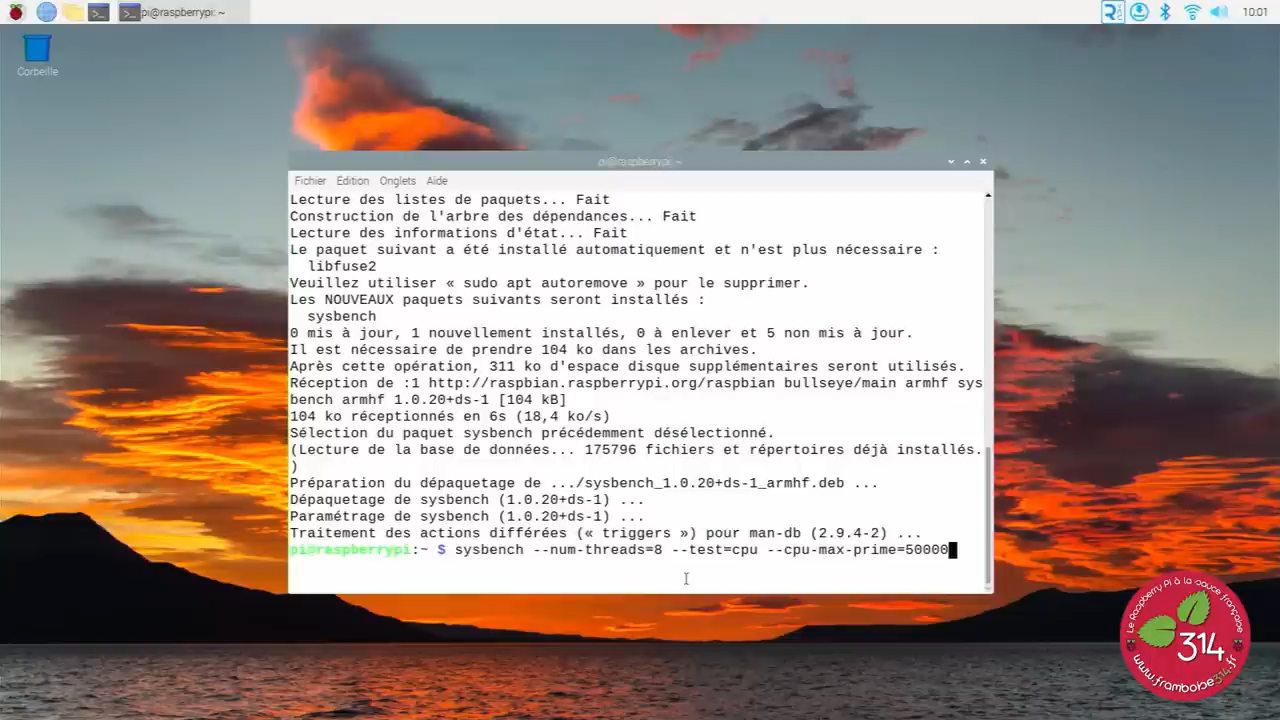 pi@raspberrypi: ~
10:01
Corbeille
pi@raspberrypi: ~
Fichier Édition Onglets Aide
Lecture des listes de paquets... Fait
Construction de l'arbre des dépendances... Fait
Lecture des informations d'état... Fait
Le paquet suivant a été installé automatiquement et n'est plus nécessaire :
libfuse2
Veuillez utiliser « sudo apt autoremove » pour le supprimer.
Les NOUVEAUX paquets suivants seront installés :
sysbench
0 mis à jour, 1 nouvellement installés, 0 à enlever et 5 non mis à jour.
Il est nécessaire de prendre 104 ko dans les archives.
Après cette opération, 311 ko d'espace disque supplémentaires seront utilisés.
Réception de :1 http://raspbian.raspberrypi.org/raspbian bullseye/main armhf sys
bench armhf 1.0.20+ds-1 [104 kB]
104 ko réceptionnés en 6s (18,4 ko/s)
Sélection du paquet sysbench précédemment désélectionné.
(Lecture de la base de données... 175796 fichiers et répertoires déjà installés.
)
Préparation du dépaquetage de .../sysbench_1.0.20+ds-1_armhf.deb ...
Dépaquetage de sysbench (1.0.20+ds-1) ...
Paramétrage de sysbench (1.0.20+ds-1) ...
Traitement des actions différées (« triggers ») pour man-db (2.9.4-2) ...
pi@raspberrypi:~ $ sysbench --num-threads=8 --test=cpu --cpu-max-prime=50000
Le Raspberry Pi à la sauce française
314
www.framboise314.fr